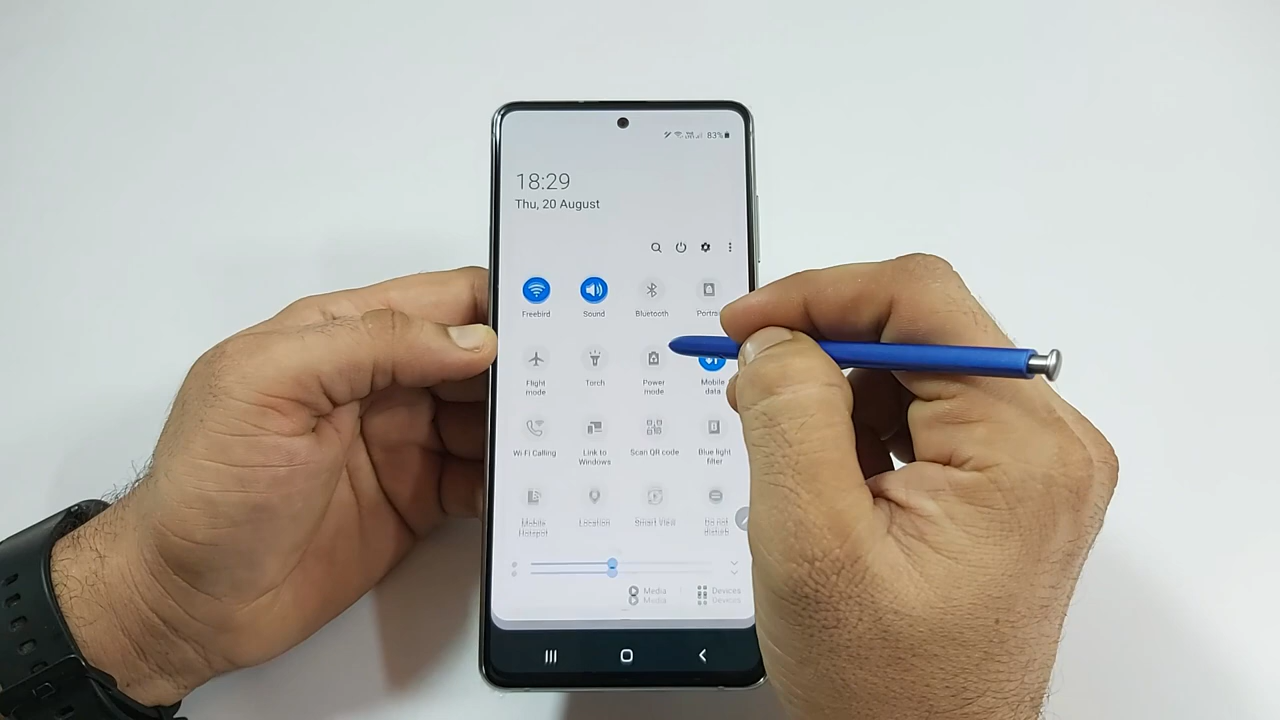 83%
18:29
Thu, 20 August
Freebird
Sound
Bluetooth
Portra
Flight
mode
Torch
Power
mode
Mobile
data
Wi-Fi Calling
Link to
Windows
Scan QR code
Blue light
filter
Mobile
Hotspot
Location
Smart View
Do not
disturb
Media
Devices